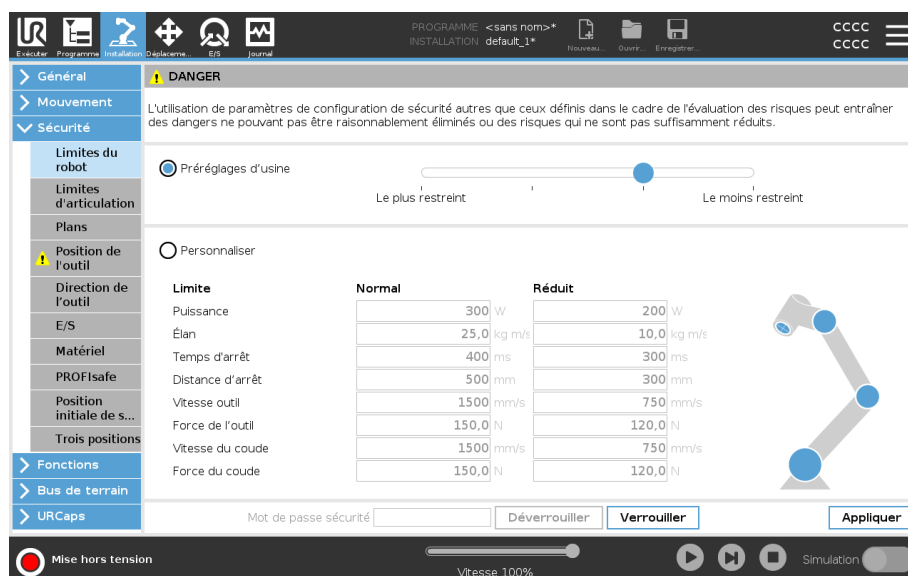 UR
PROGRAMME <sans nom>*
INSTALLATION default_1*
Exécuter Programme Installation Déplaceme... E/S Journal
Nouveau... Ouvrir... Enregistrer...
cccc
cccc
Général
Mouvement
Sécurité
Limites du
robot
Limites
d'articulation
Plans
Position de
l'outil
Direction de
l'outil
E/S
Matériel
PROFIsafe
Position
initiale de s...
Trois positions
Fonctions
Bus de terrain
URCaps
DANGER
L'utilisation de paramètres de configuration de sécurité autres que ceux définis dans le cadre de l'évaluation des risques peut entraîner
des dangers ne pouvant pas être raisonnablement éliminés ou des risques qui ne sont pas suffisamment réduits.
Préréglages d'usine
Le plus restreint Le moins restreint
Personnaliser
Limite Normal Réduit
Puissance 300 W 200 W
Élan 25,0 kg m/s 10,0 kg m/s
Temps d'arrêt 400 ms 300 ms
Distance d'arrêt 500 mm 300 mm
Vitesse outil 1500 mm/s 750 mm/s
Force de l'outil 150,0 N 120,0 N
Vitesse du coude 1500 mm/s 750 mm/s
Force du coude 150,0 N 120,0 N
Mot de passe sécurité Déverrouiller Verrouiller Appliquer
Mise hors tension
Vitesse 100%
Simulation